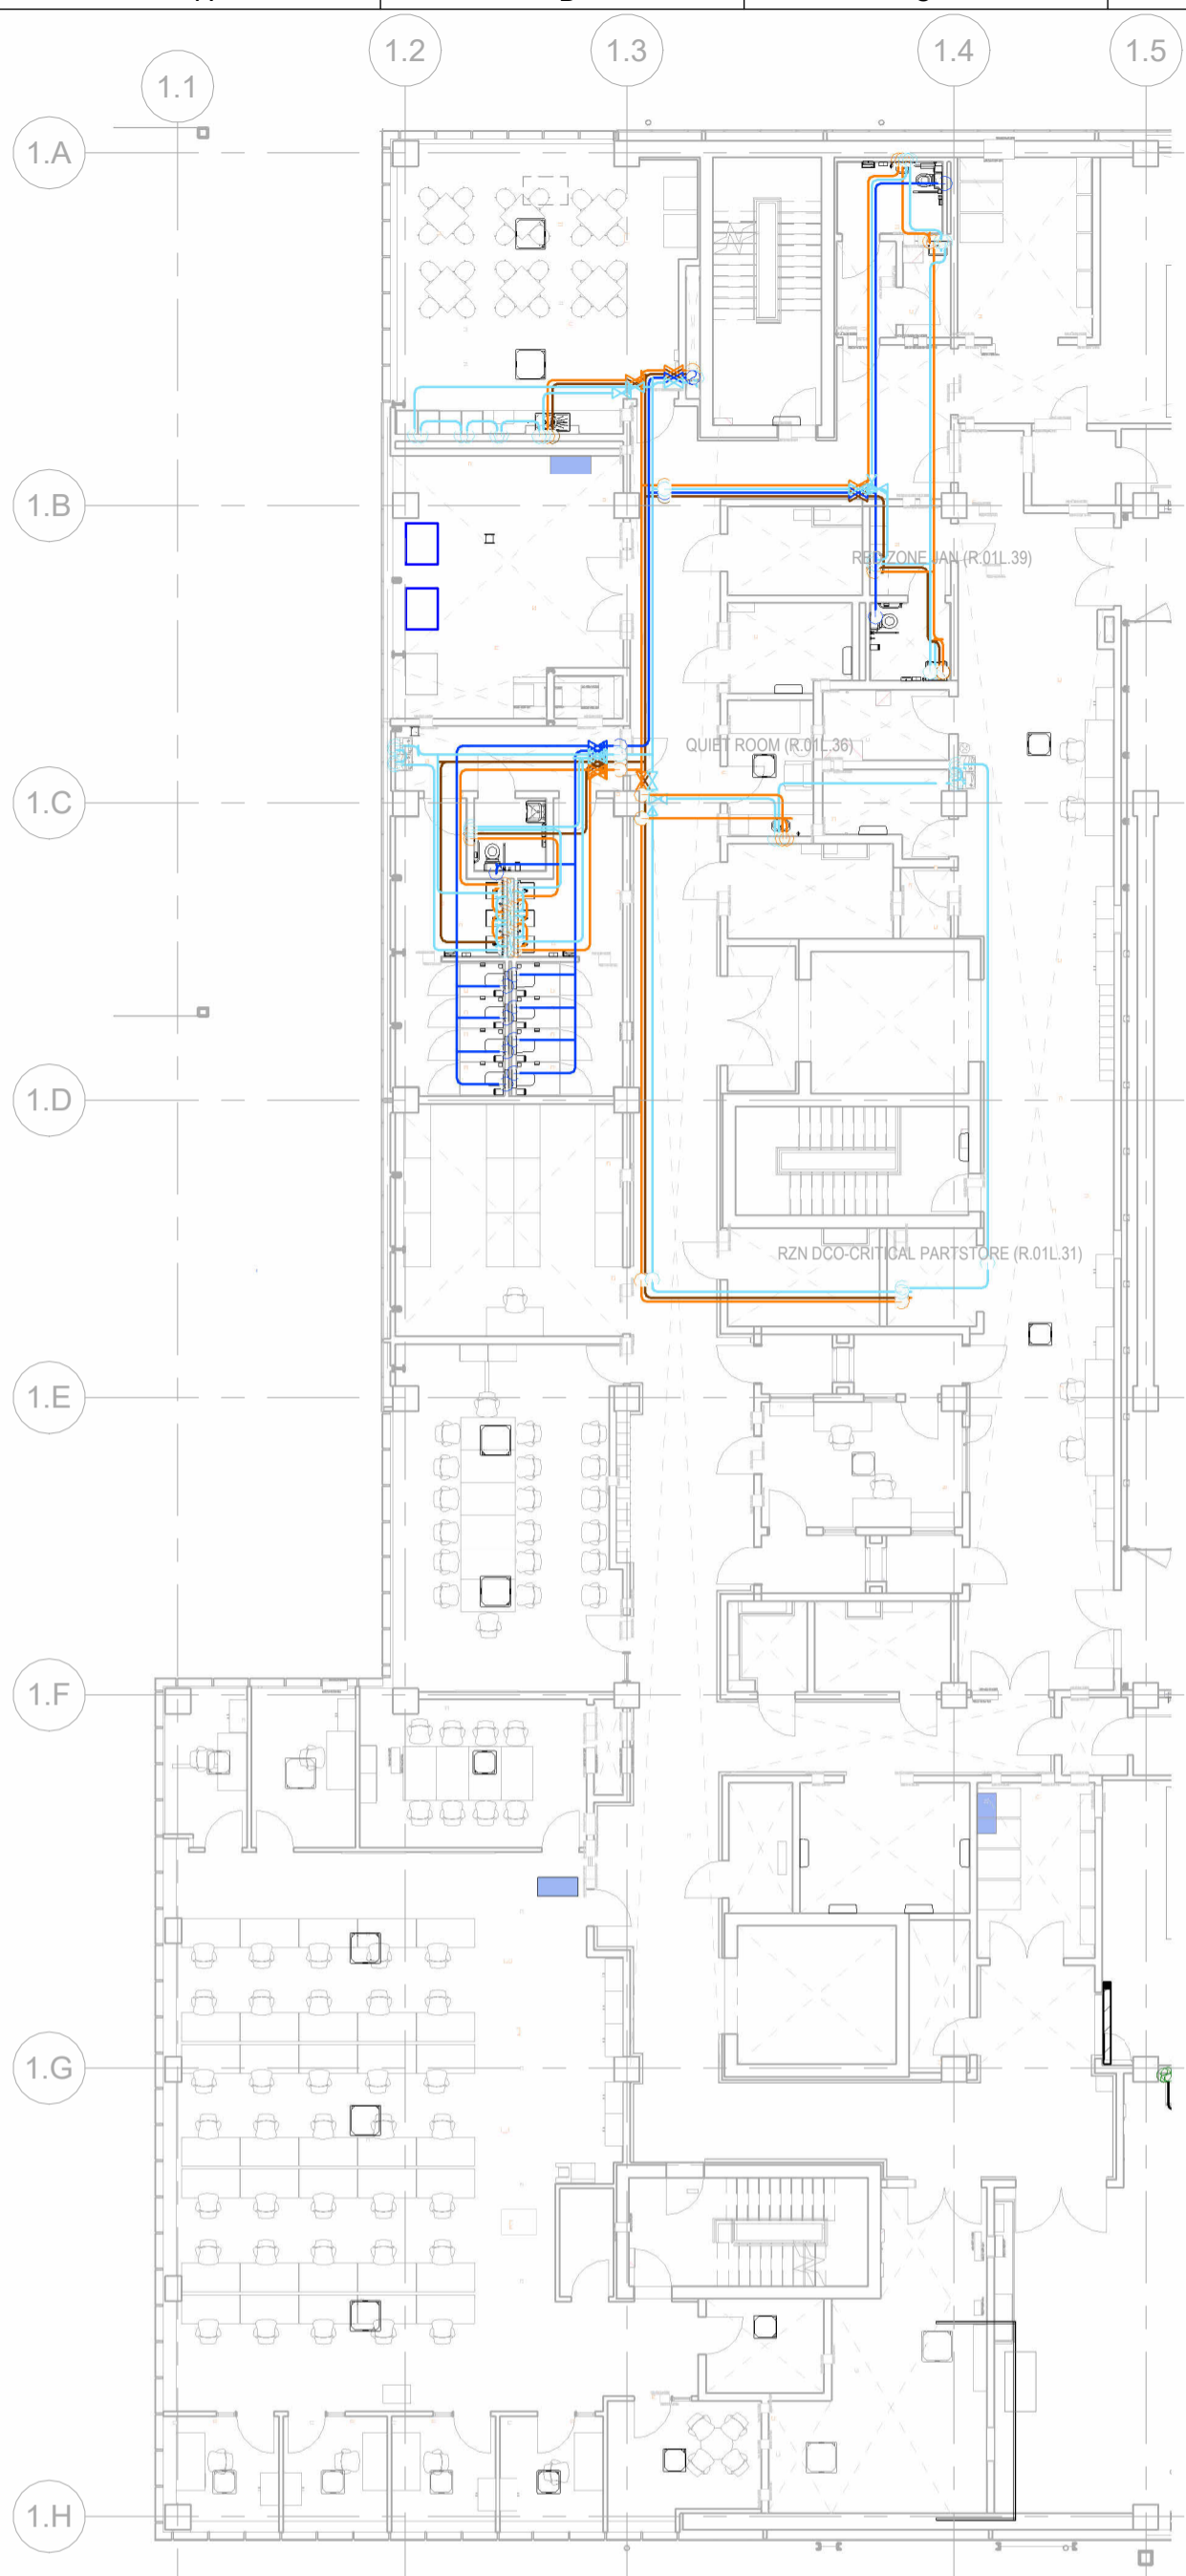 1.1
1.2
1.3
1.4
1.5
1.A
1.B
RED ZONE JAN (R.01L.39)
QUIET ROOM (R.01L.36)
1.C
1.D
RZN DCO-CRITICAL PARTSTORE (R.01L.31)
1.E
1.F
1.G
1.H